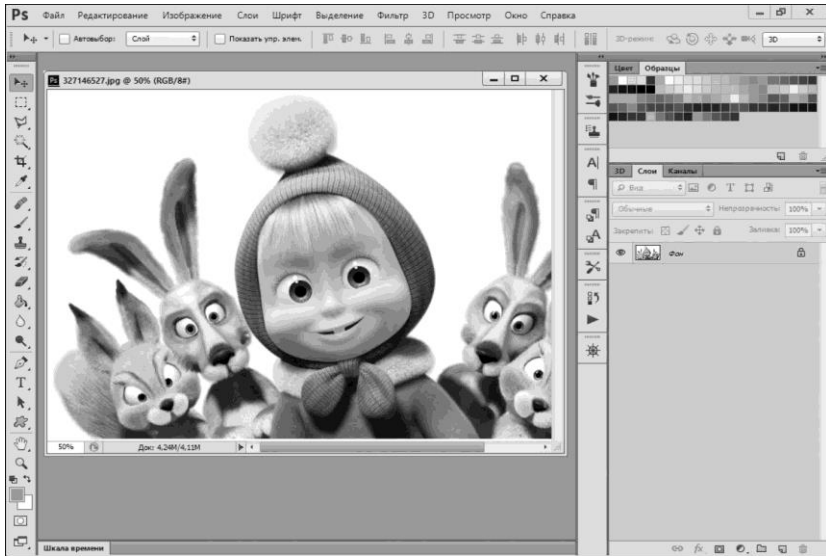 Ps Файл Редактирование Изображение Слои Шрифт Выделение Фильтр 3D Просмотр Окно Справка
Автовыбор: Слой Показать упр. элем. 3D-режим: 3D
327146527.jpg @ 50% (RGB/8#)
Цвет Образцы
3D Слои Каналы
Вид
Обычные Непрозрачность: 100%
Закрепить: Заливка: 100%
Фон
50% Док: 4,24M/4,11M
Шкала времени